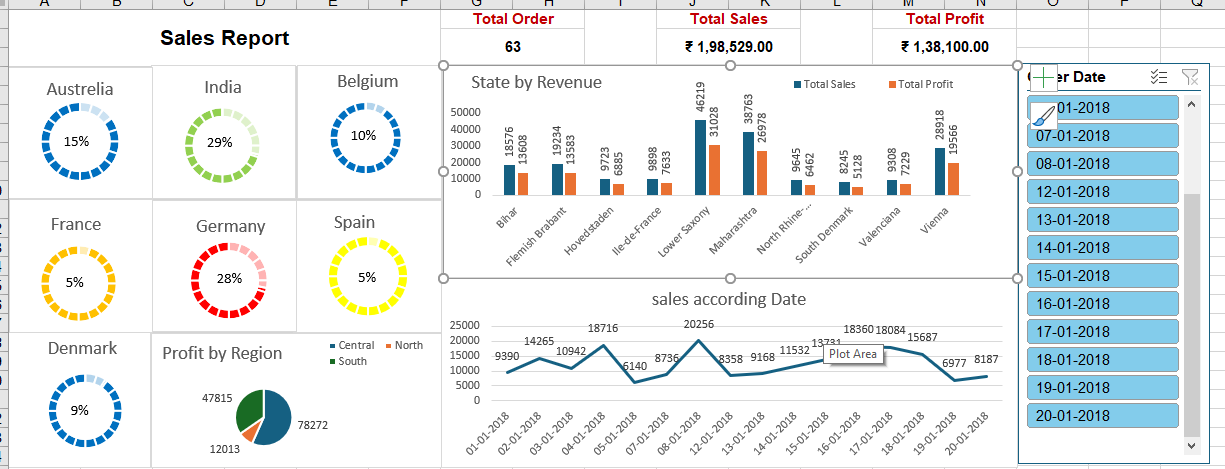 A B C D E F G H I J K L M N O P Q
Sales Report
Total Order
63
Total Sales
₹ 1,98,529.00
Total Profit
₹ 1,38,100.00
Austrelia
15%
India
29%
Belgium
10%
France
5%
Germany
28%
Spain
5%
Denmark
9%
Profit by Region
Central North
South
47815
78272
12013
State by Revenue
Total Sales Total Profit
50000
40000
30000
20000
10000
0
18576 13608
19234 13583
9723 6885
9898 7633
46219 31028
38763 26978
9645 6462
8245 5128
9308 7229
28918 19566
Bihar
Flemish Brabant
Hovedstaden
Ile-de-France
Lower Saxony
Maharashtra
North Rhine-...
South Denmark
Valenciana
Vienna
sales according Date
25000
20000
15000
10000
5000
0
9390 14265 10942 18716 6140 8736 20256 8358 9168 11532 13731 18360 18084 15687 6977 8187
Plot Area
01-01-2018
02-01-2018
03-01-2018
04-01-2018
05-01-2018
07-01-2018
08-01-2018
12-01-2018
13-01-2018
14-01-2018
15-01-2018
16-01-2018
17-01-2018
18-01-2018
19-01-2018
20-01-2018
er Date
-01-2018
07-01-2018
08-01-2018
12-01-2018
13-01-2018
14-01-2018
15-01-2018
16-01-2018
17-01-2018
18-01-2018
19-01-2018
20-01-2018